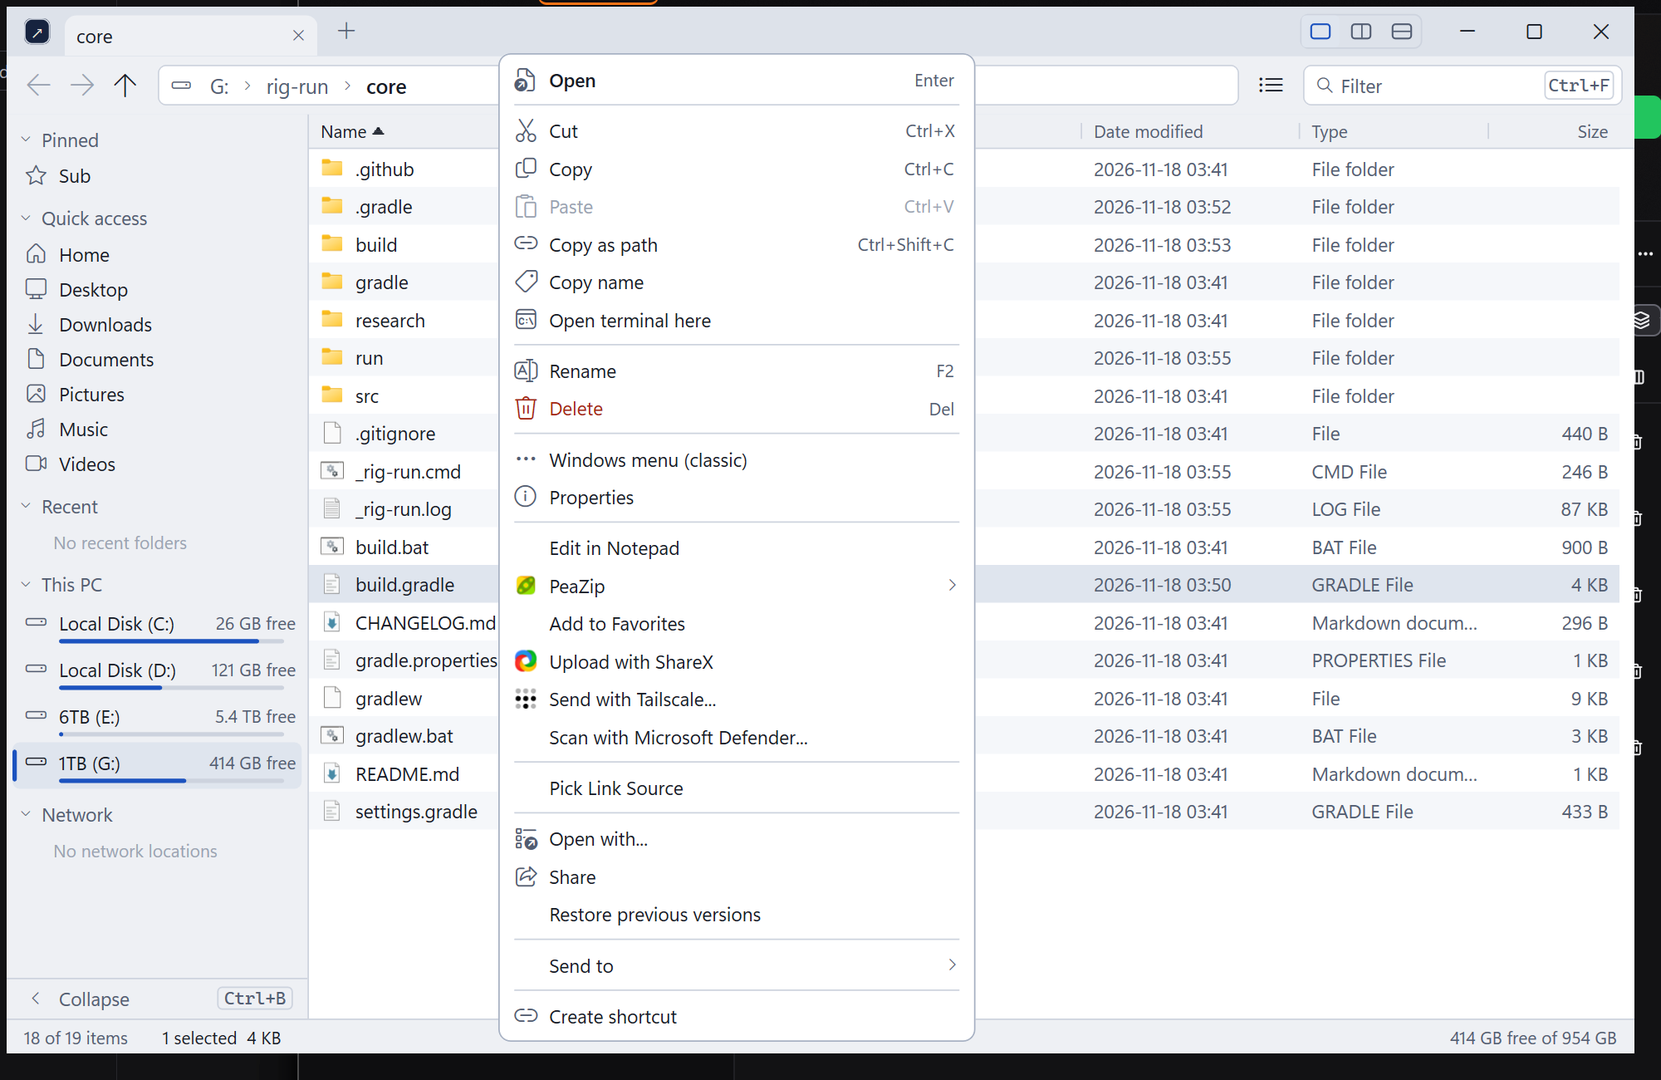 core
G: rig-run core
Filter Ctrl+F
Pinned
Sub
Quick access
Home
Desktop
Downloads
Documents
Pictures
Music
Videos
Recent
No recent folders
This PC
Local Disk (C:) 26 GB free
Local Disk (D:) 121 GB free
6TB (E:) 5.4 TB free
1TB (G:) 414 GB free
Network
No network locations
Collapse Ctrl+B
Name Date modified Type Size
.github 2026-11-18 03:41 File folder
.gradle 2026-11-18 03:52 File folder
build 2026-11-18 03:53 File folder
gradle 2026-11-18 03:41 File folder
research 2026-11-18 03:41 File folder
run 2026-11-18 03:55 File folder
src 2026-11-18 03:41 File folder
.gitignore 2026-11-18 03:41 File 440 B
_rig-run.cmd 2026-11-18 03:55 CMD File 246 B
_rig-run.log 2026-11-18 03:55 LOG File 87 KB
build.bat 2026-11-18 03:41 BAT File 900 B
build.gradle 2026-11-18 03:50 GRADLE File 4 KB
CHANGELOG.md 2026-11-18 03:41 Markdown docum... 296 B
gradle.properties 2026-11-18 03:41 PROPERTIES File 1 KB
gradlew 2026-11-18 03:41 File 9 KB
gradlew.bat 2026-11-18 03:41 BAT File 3 KB
README.md 2026-11-18 03:41 Markdown docum... 1 KB
settings.gradle 2026-11-18 03:41 GRADLE File 433 B
Open Enter
Cut Ctrl+X
Copy Ctrl+C
Paste Ctrl+V
Copy as path Ctrl+Shift+C
Copy name
Open terminal here
Rename F2
Delete Del
Windows menu (classic)
Properties
Edit in Notepad
PeaZip
Add to Favorites
Upload with ShareX
Send with Tailscale...
Scan with Microsoft Defender...
Pick Link Source
Open with...
Share
Restore previous versions
Send to
Create shortcut
18 of 19 items 1 selected 4 KB 414 GB free of 954 GB